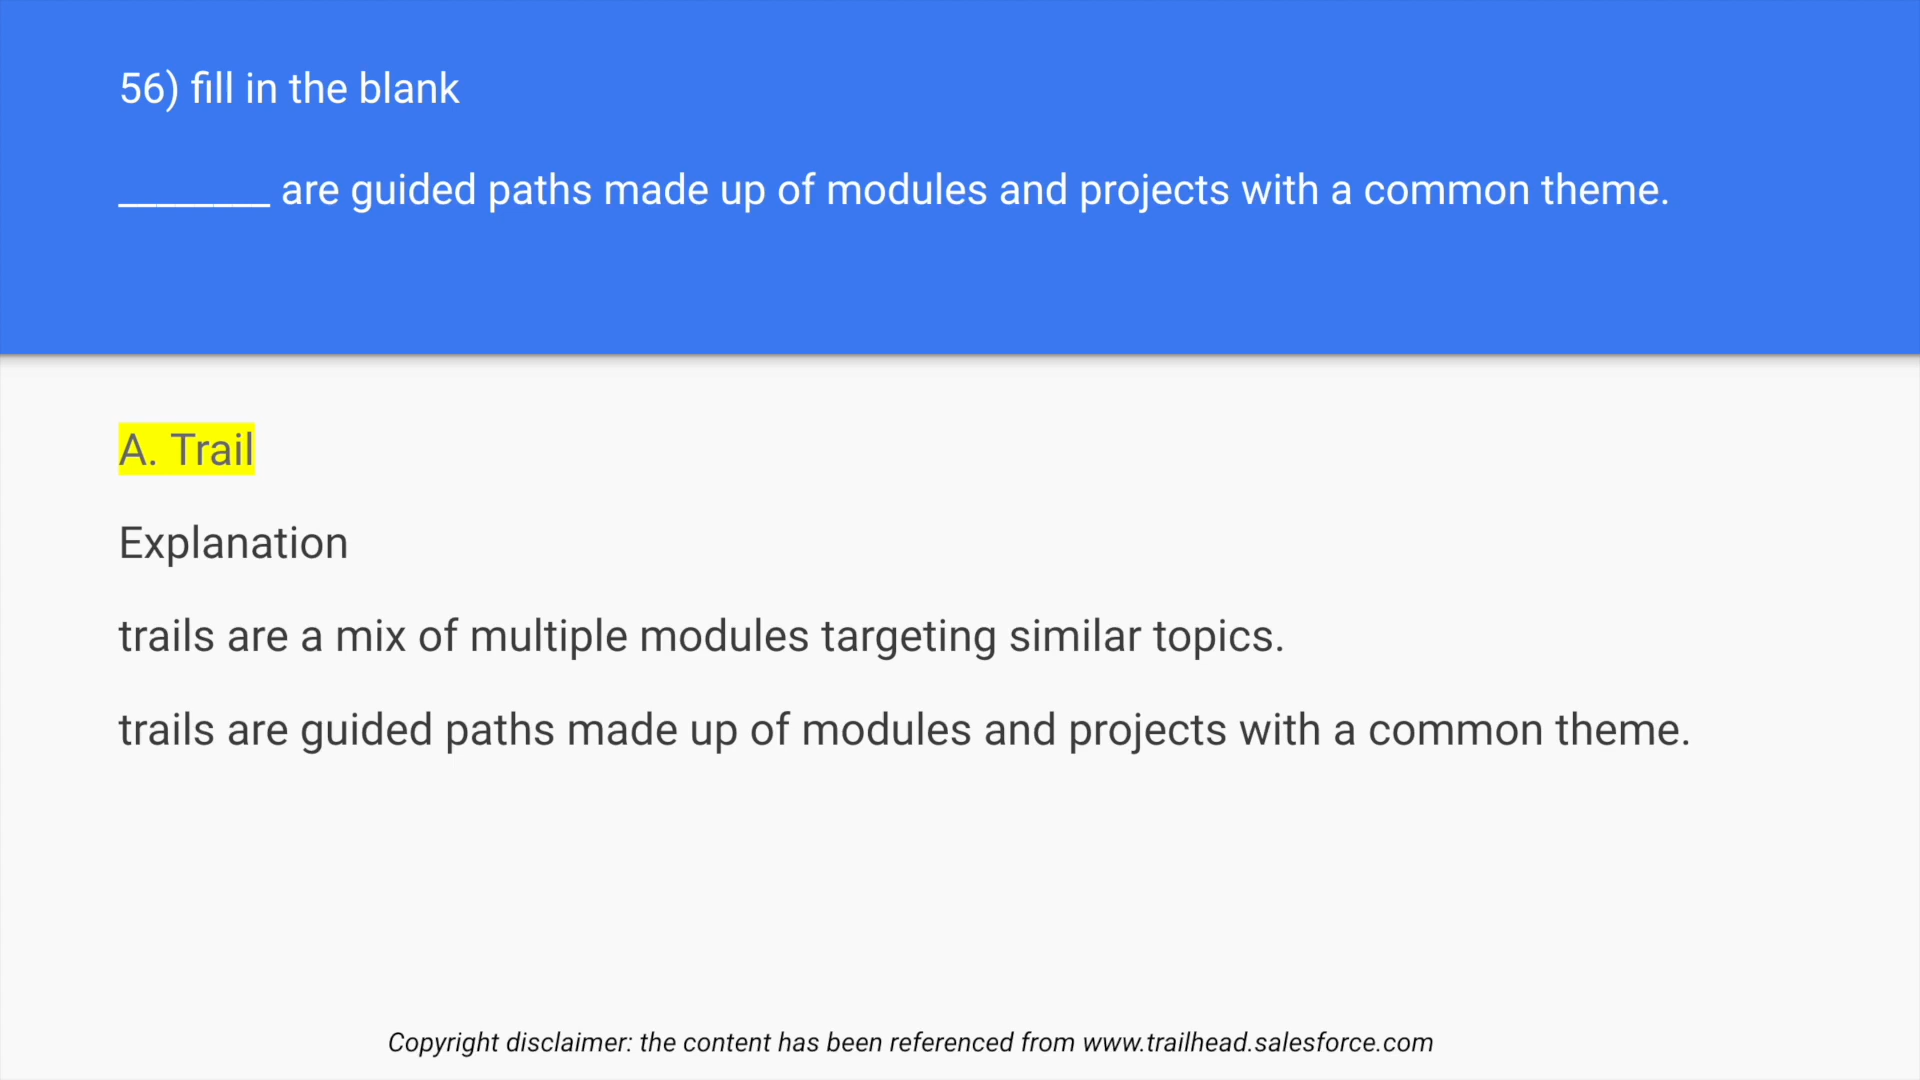 56) fill in the blank
________ are guided paths made up of modules and projects with a common theme.
A. Trail
Explanation
trails are a mix of multiple modules targeting similar topics.
trails are guided paths made up of modules and projects with a common theme.
Copyright disclaimer: the content has been referenced from www.trailhead.salesforce.com